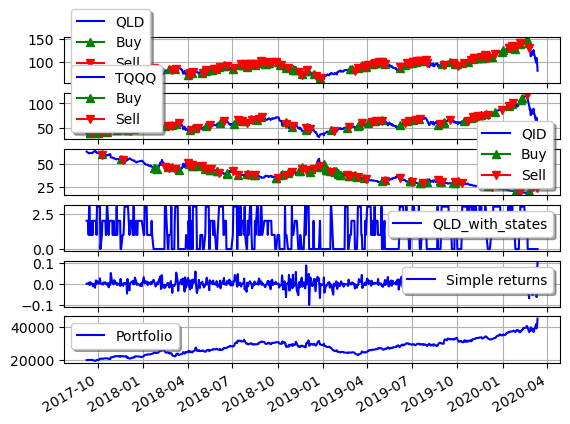 QLD
Buy
Sell
150
100
TQQQ
Buy
Sell
100
50
QID
Buy
Sell
50
25
QLD_with_states
2.5
0.0
Simple returns
0.1
0.0
−0.1
Portfolio
40000
20000
2017-10
2018-01
2018-04
2018-07
2018-10
2019-01
2019-04
2019-07
2019-10
2020-01
2020-04